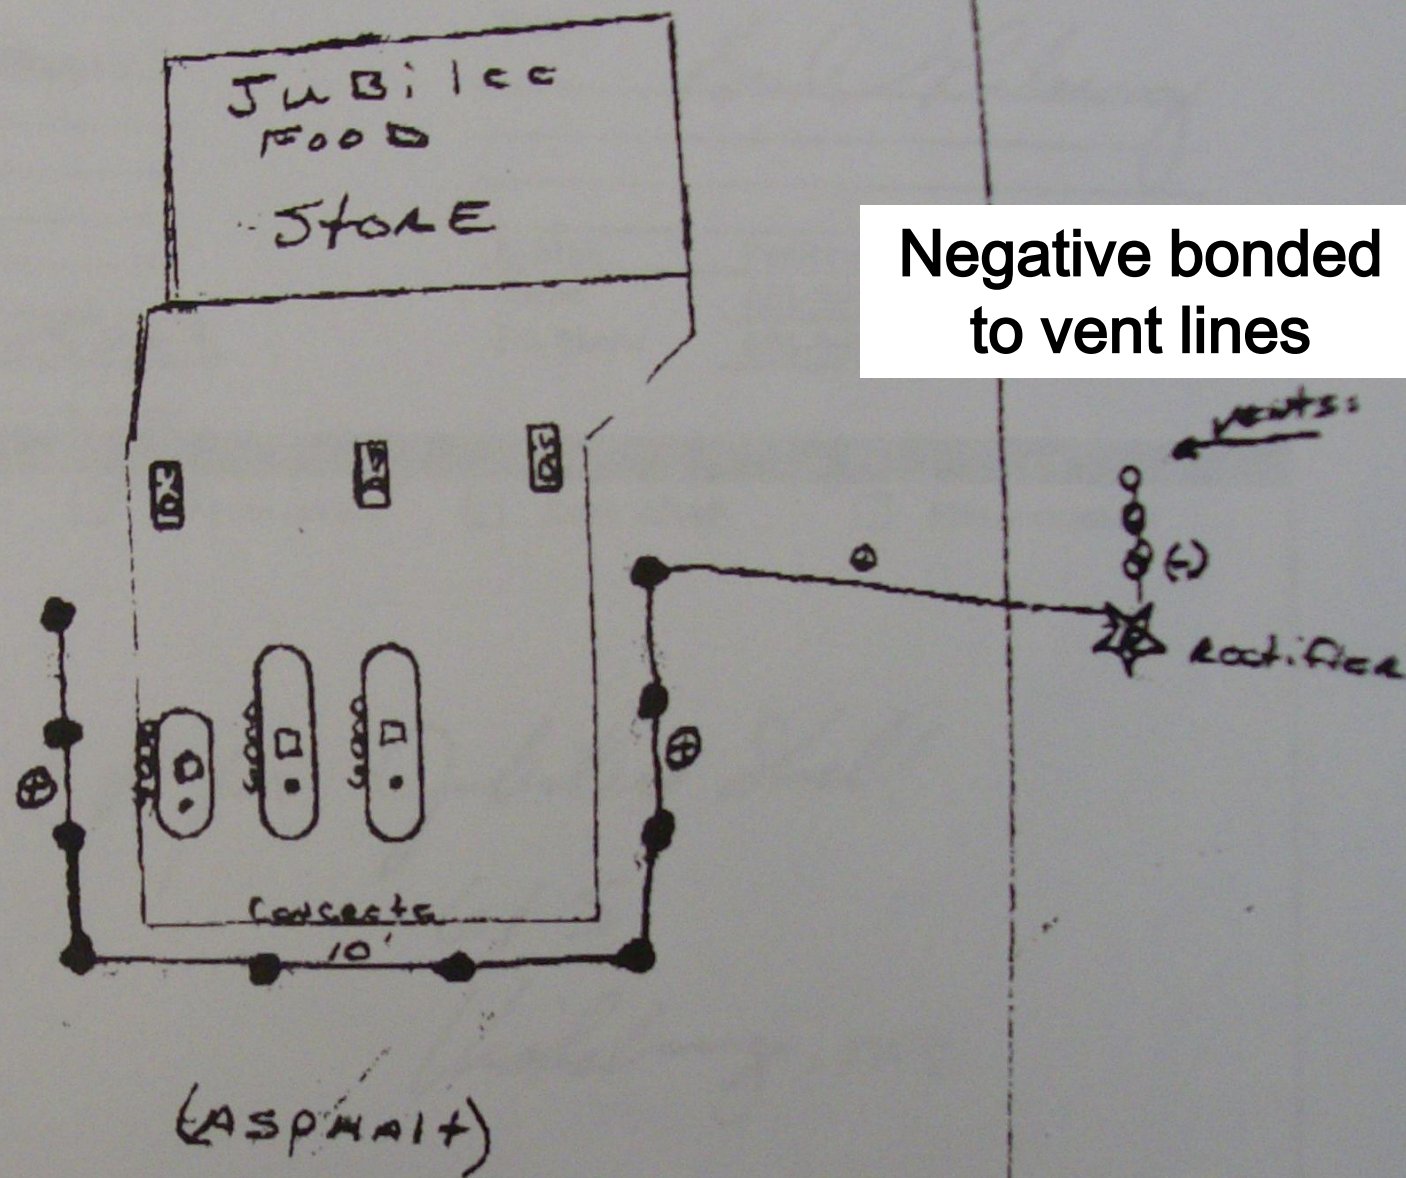 JuBilee
FOOD
StORE
Negative bonded
to vent lines
vents:
(-)
Rectifier
Concrete
10'
(ASPHAlt)